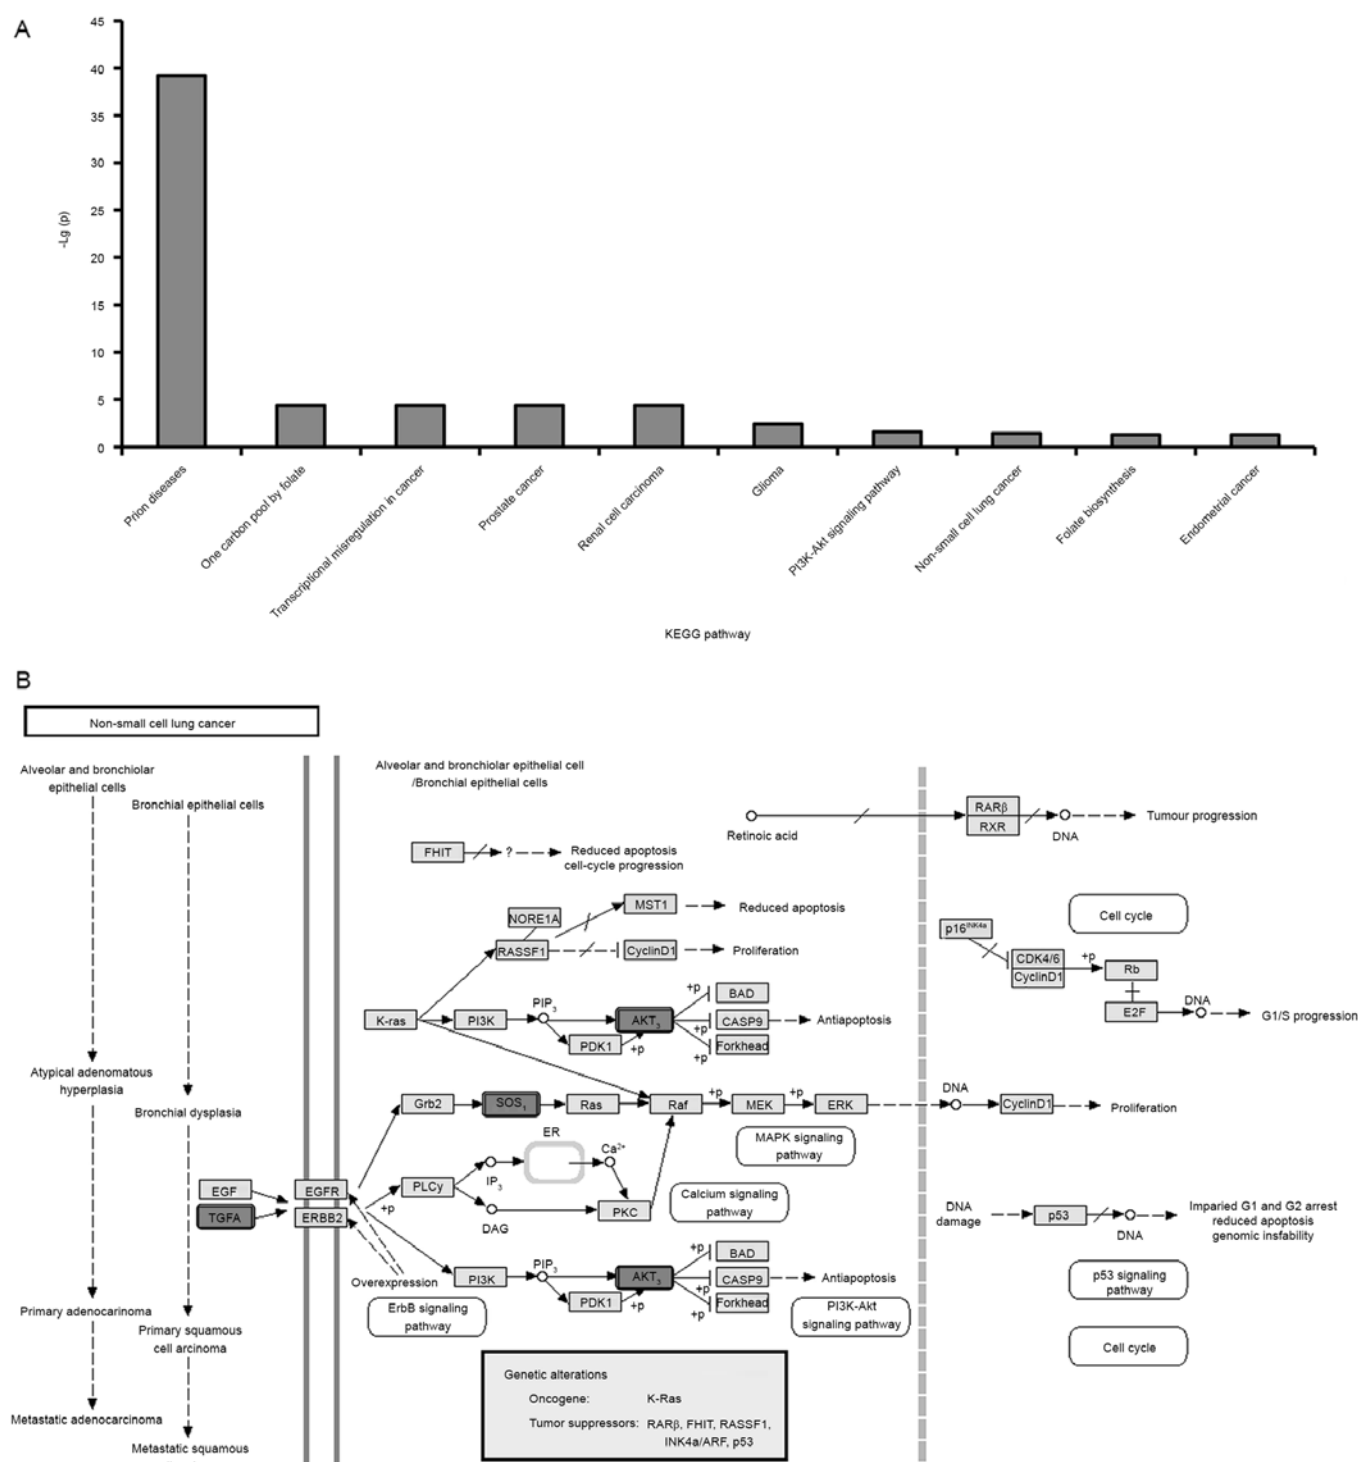 A
45
40
35
30
25
20
15
10
5
0
-Lg (p)
Prion diseases
One carbon pool by folate
Transcriptional misregulation in cancer
Prostate cancer
Renal cell carcinoma
Glioma
PI3K-Akt signaling pathway
Non-small cell lung cancer
Folate biosynthesis
Endometrial cancer
KEGG pathway
B
Non-small cell lung cancer
Alveolar and bronchiolar
epithelial cells
Bronchial epithelial cells
Atypical adenomatous
hyperplasia
Bronchial dysplasia
Primary adenocarinoma
Primary squamous
cell arcinoma
Metastatic adenocarcinoma
Metastatic squamous
Alveolar and bronchiolar epithelial cell
/Bronchial epithelial cells
Retinoic acid
RARβ
RXR
DNA
Tumour progression
FHIT
?
Reduced apoptosis
cell-cycle progression
NORE1A
MST1
Reduced apoptosis
RASSF1
CyclinD1
Proliferation
p16INK4a
Cell cycle
CDK4/6
CyclinD1
+p
Rb
E2F
DNA
G1/S progression
K-ras
PI3K
PIP3
PDK1
+p
AKT3
+p
+p
+p
BAD
CASP9
Forkhead
Antiapoptosis
Grb2
SOS1
Ras
Raf
+p
MEK
+p
ERK
DNA
CyclinD1
Proliferation
MAPK signaling
pathway
ER
IP3
Ca2+
EGF
TGFA
EGFR
ERBB2
+p
PLCγ
DAG
PKC
Calcium signaling
pathway
DNA
damage
p53
DNA
Imparied G1 and G2 arrest
reduced apoptosis
genomic insfability
Overexpression
PI3K
PIP3
PDK1
+p
AKT3
+p
+p
+p
BAD
CASP9
Forkhead
Antiapoptosis
ErbB signaling
pathway
PI3K-Akt
signaling pathway
p53 signaling
pathway
Cell cycle
Genetic alterations
Oncogene: K-Ras
Tumor suppressors: RARβ, FHIT, RASSF1,
INK4a/ARF, p53